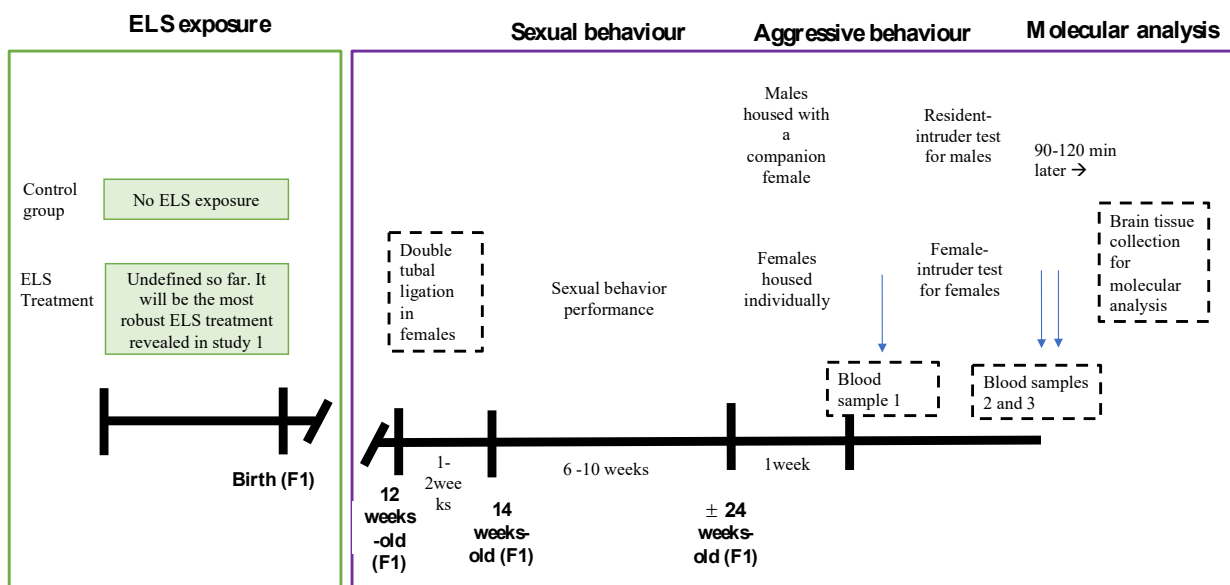 ELS exposure
Sexual behaviour
Aggressive behaviour
Molecular analysis
Control
group
No ELS exposure
ELS
Treatment
Undefined so far. It
will be the most
robust ELS treatment
revealed in study 1
Birth (F1)
Double
tubal
ligation
in
females
Sexual behavior
performance
Males
housed with
a
companion
female
Females
housed
individually
Resident-
intruder test
for males
Female-
intruder test
for females
90-120 min
later →
Brain tissue
collection
for
molecular
analysis
Blood
sample 1
Blood samples
2 and 3
1-
2wee
ks
6 -10 weeks
1week
12
weeks
-old
(F1)
14
weeks-
old (F1)
± 24
weeks-
old (F1)